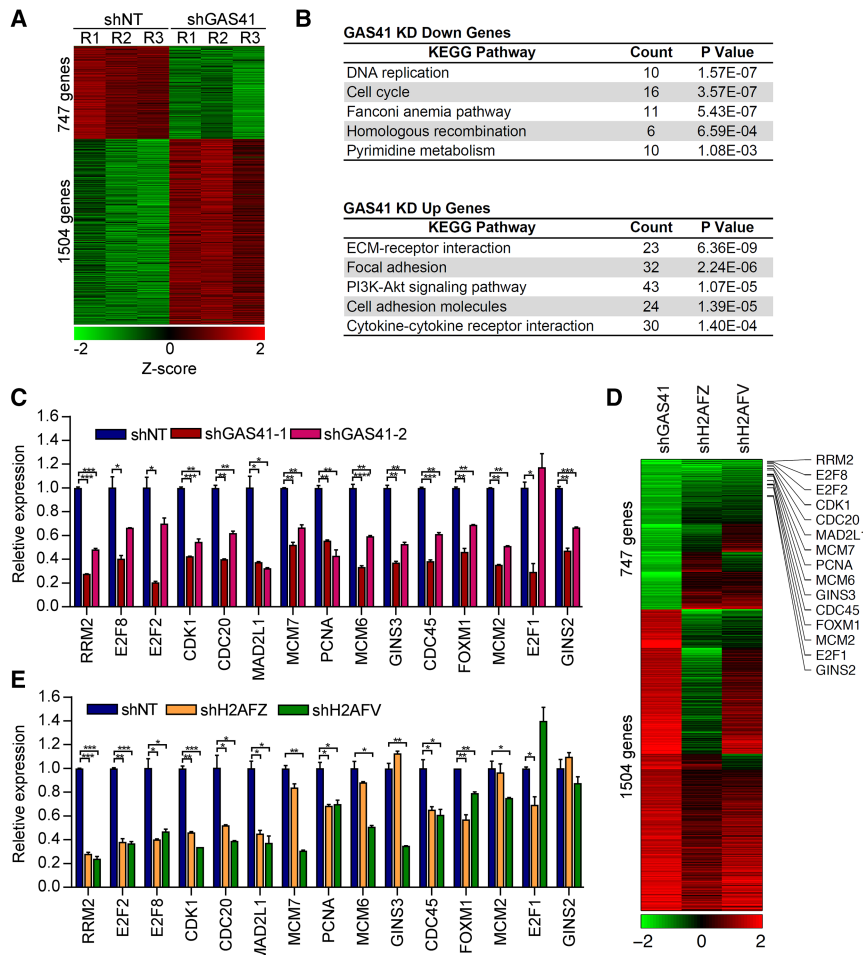 A
shNT shGAS41
R1 R2 R3 R1 R2 R3
747 genes
1504 genes
-2 0 2
Z-score
B
GAS41 KD Down Genes
KEGG Pathway Count P Value
DNA replication 10 1.57E-07
Cell cycle 16 3.57E-07
Fanconi anemia pathway 11 5.43E-07
Homologous recombination 6 6.59E-04
Pyrimidine metabolism 10 1.08E-03
GAS41 KD Up Genes
KEGG Pathway Count P Value
ECM-receptor interaction 23 6.36E-09
Focal adhesion 32 2.24E-06
PI3K-Akt signaling pathway 43 1.07E-05
Cell adhesion molecules 24 1.39E-05
Cytokine-cytokine receptor interaction 30 1.40E-04
C
Reletive expression
1.6
1.4
1.2
1.0
0.8
0.6
0.4
0.2
0.0
shNT shGAS41-1 shGAS41-2
RRM2 E2F8 E2F2 CDK1 CDC20 MAD2L1 MCM7 PCNA MCM6 GINS3 CDC45 FOXM1 MCM2 E2F1 GINS2
D
shGAS41 shH2AFZ shH2AFV
747 genes
1504 genes
RRM2
E2F8
E2F2
CDK1
CDC20
MAD2L1
MCM7
PCNA
MCM6
GINS3
CDC45
FOXM1
MCM2
E2F1
GINS2
−2 0 2
E
Reletive expression
1.6
1.4
1.2
1.0
0.8
0.6
0.4
0.2
0.0
shNT shH2AFZ shH2AFV
RRM2 E2F2 E2F8 CDK1 CDC20 MAD2L1 MCM7 PCNA MCM6 GINS3 CDC45 FOXM1 MCM2 E2F1 GINS2